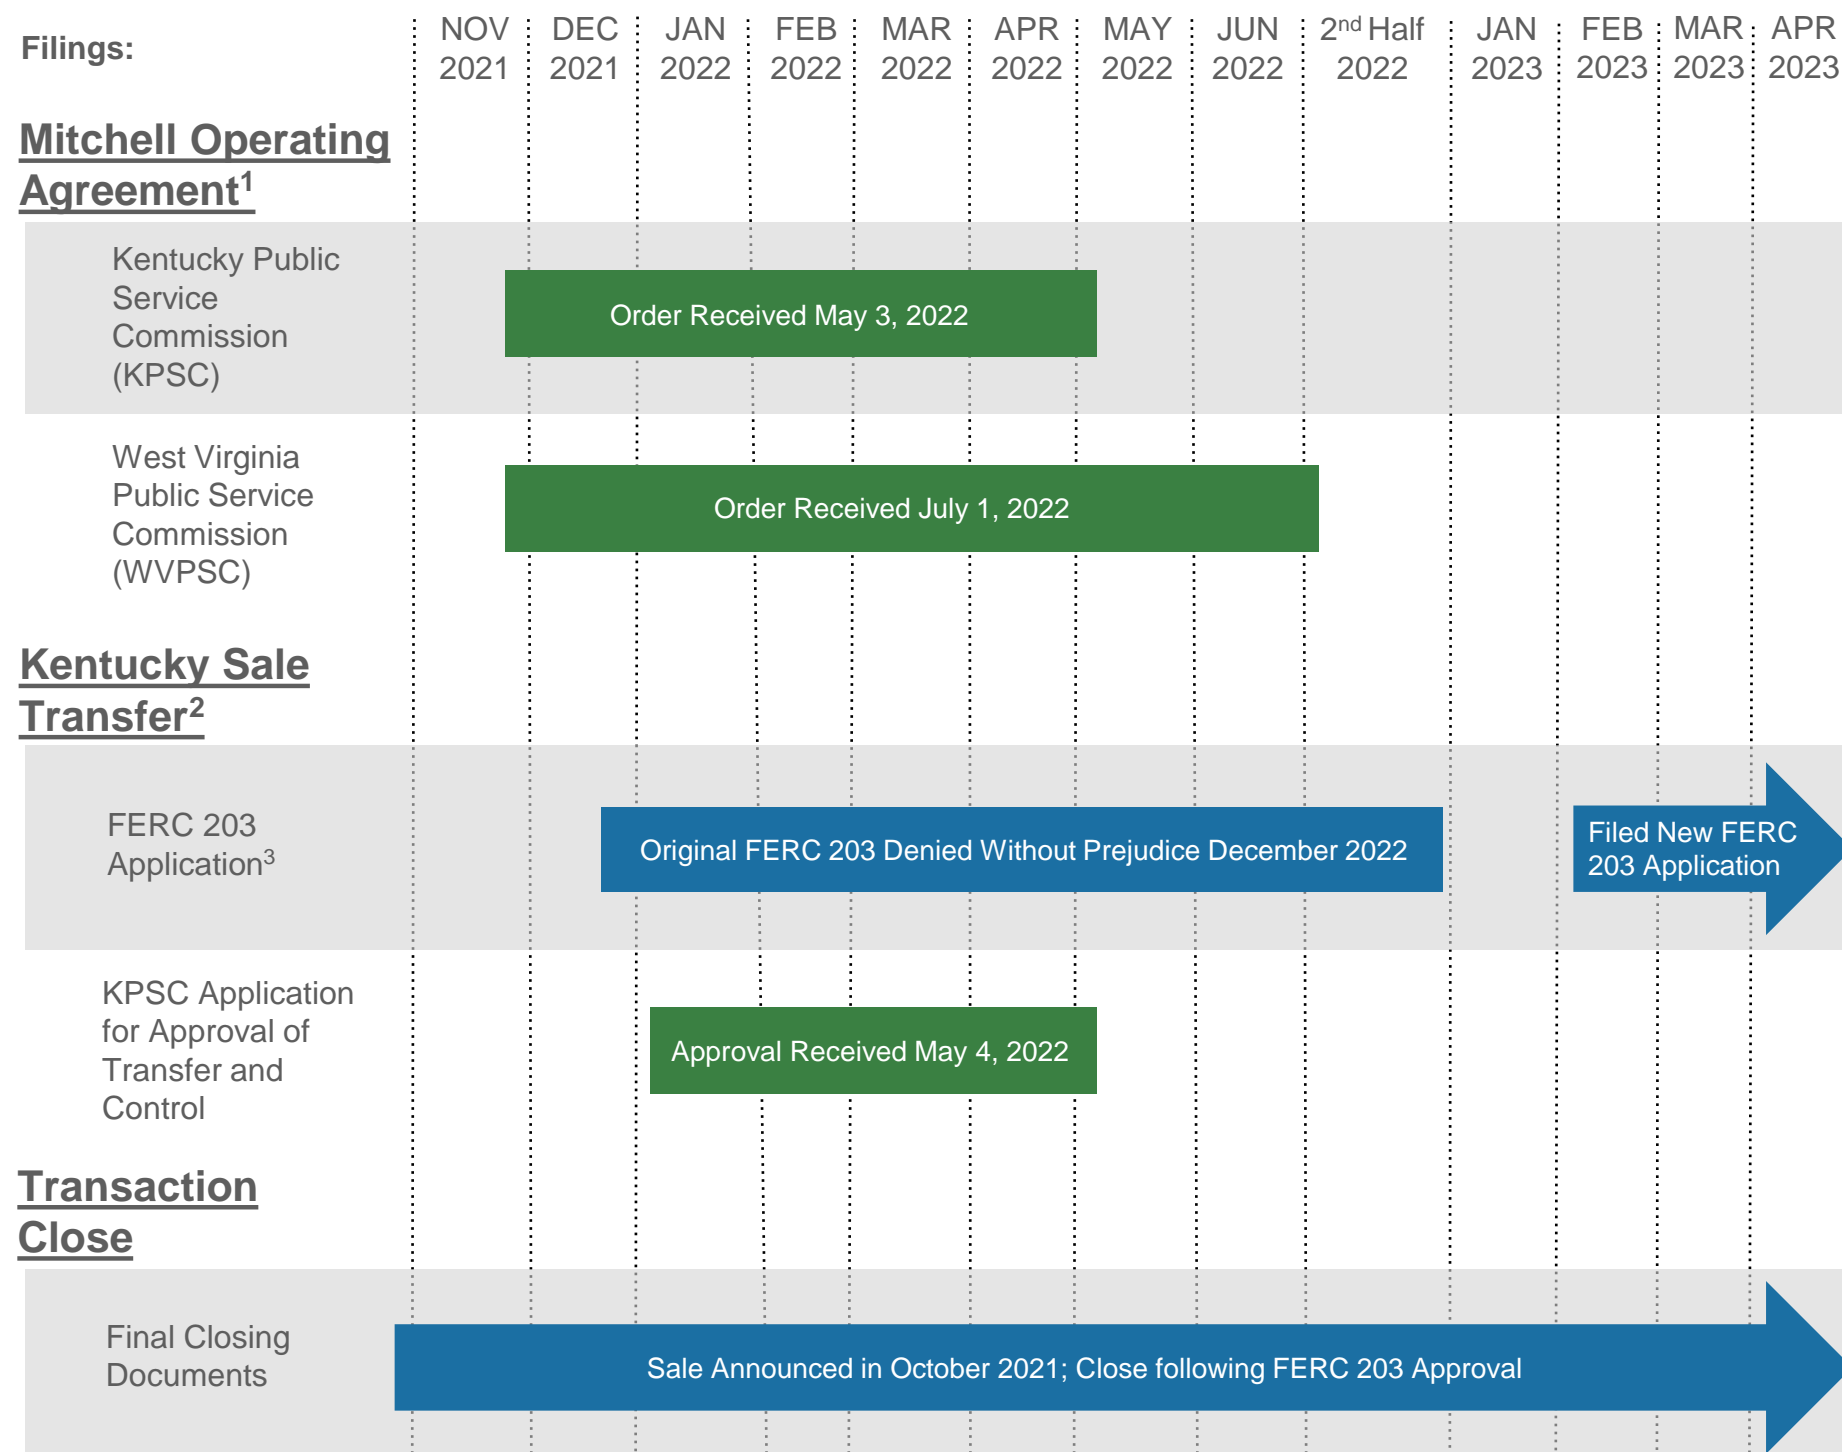 Filings:
NOV 2021
DEC 2021
JAN 2022
FEB 2022
MAR 2022
APR 2022
MAY 2022
JUN 2022
2nd Half 2022
JAN 2023
FEB 2023
MAR 2023
APR 2023
Mitchell Operating
Agreement1
Kentucky Public
Service
Commission
(KPSC)
Order Received May 3, 2022
West Virginia
Public Service
Commission
(WVPSC)
Order Received July 1, 2022
Kentucky Sale
Transfer2
FERC 203
Application3
Original FERC 203 Denied Without Prejudice December 2022
Filed New FERC
203 Application
KPSC Application
for Approval of
Transfer and
Control
Approval Received May 4, 2022
Transaction
Close
Final Closing
Documents
Sale Announced in October 2021; Close following FERC 203 Approval